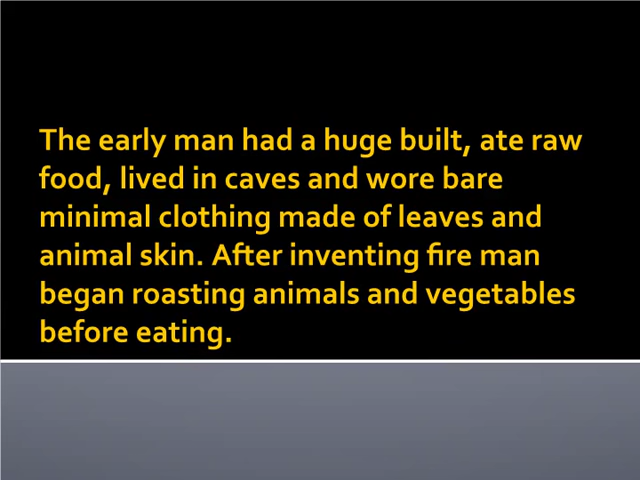 The early man had a huge built, ate raw
food, lived in caves and wore bare
minimal clothing made of leaves and
animal skin. After inventing fire man
began roasting animals and vegetables
before eating.